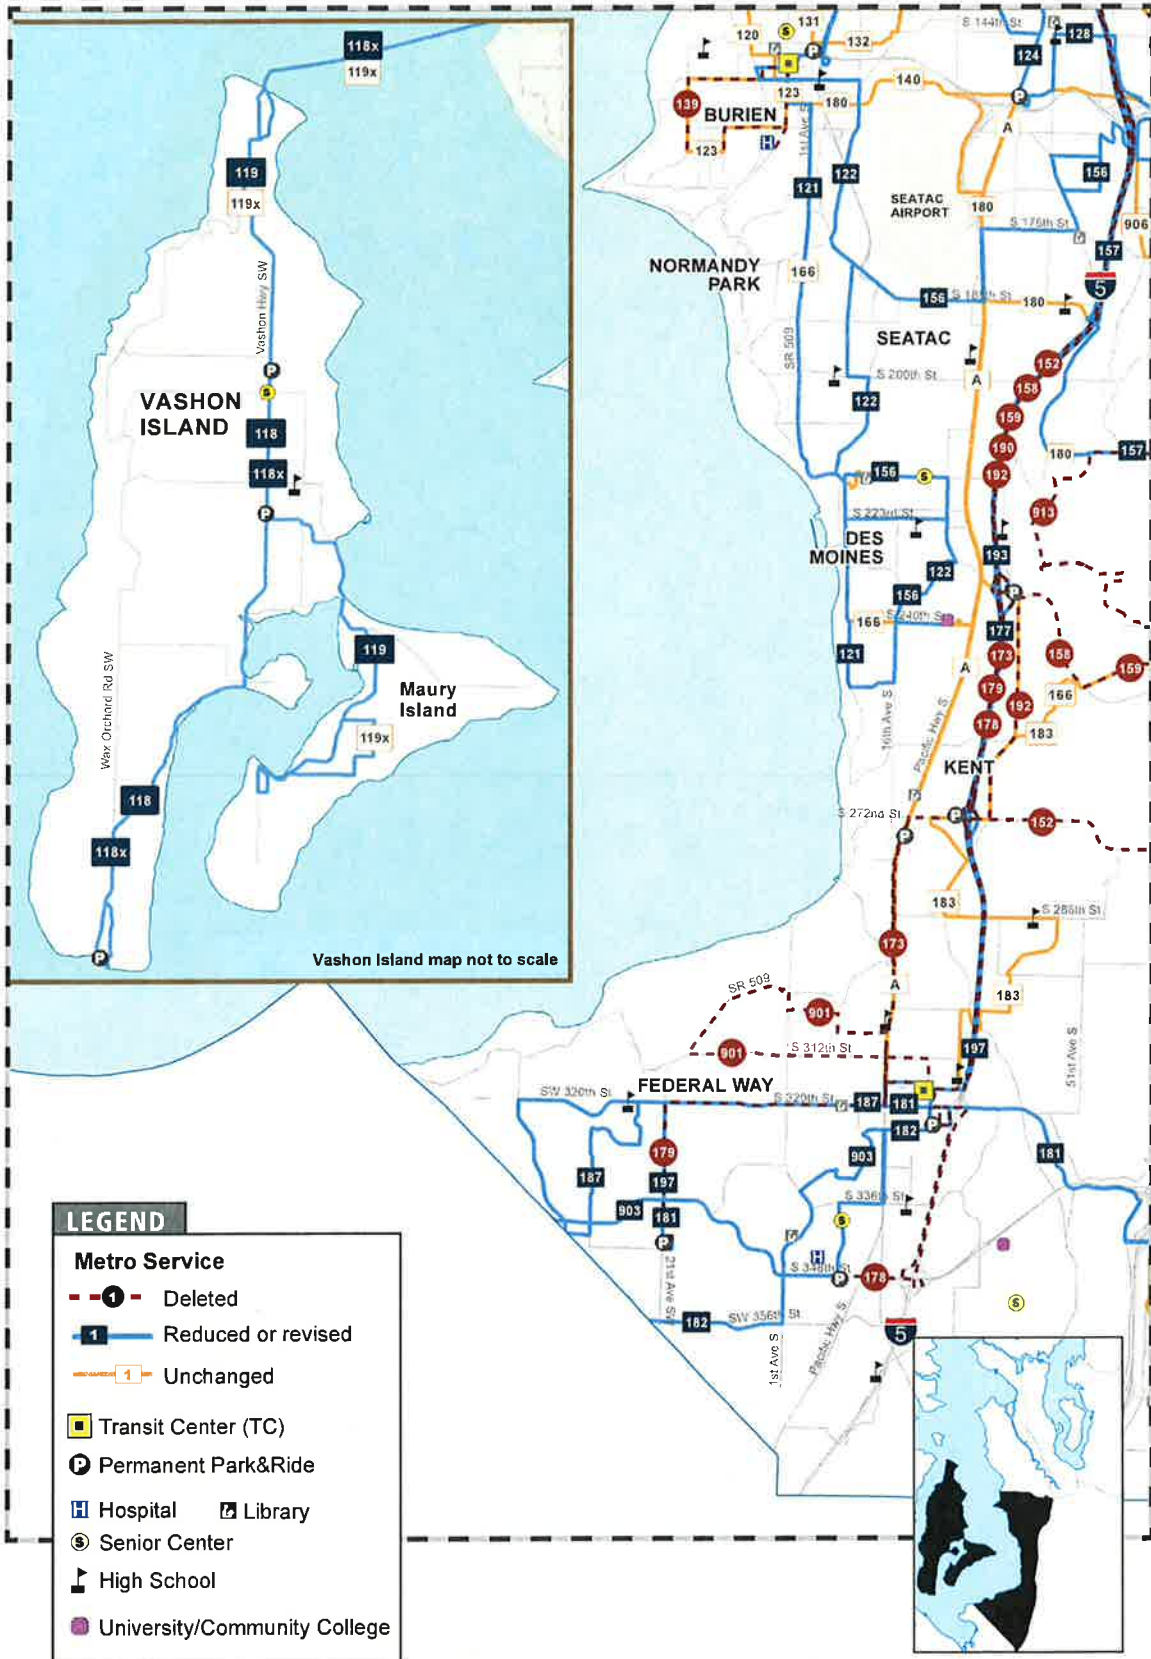 118x
119x
119
119x
Vashon Hwy SW
VASHON
ISLAND
118
118x
Wax Orchard Rd SW
119
Maury
Island
119x
118
118x
Vashon Island map not to scale
120
131
132
S 144th St
128
124
140
139
BURIEN
123
180
A
123
1st Ave S
121
122
156
SEATAC
AIRPORT
180
S 176th St
906
157
NORMANDY
PARK
166
5
156
S 188th St
180
SR 509
SEATAC
152
S 200th St
A
158
122
159
190
180
157
192
156
913
S 223rd St
DES
MOINES
193
122
156
166
S 240th St
177
121
A
173
158
159
179
166
192
16th Ave S
Pacific Hwy S
178
183
KENT
S 272nd St
152
183
S 288th St
173
SR 509
A
183
901
901
S 312th St
197
51st Ave S
FEDERAL WAY
SW 320th St
S 320th St
187
181
182
179
903
181
187
197
903
181
S 336th St
S 348th St
178
21st Ave SW
182
SW 356th St
1st Ave S
Pacific Hwy S
5
LEGEND
Metro Service
1
Deleted
1
Reduced or revised
1
Unchanged
Transit Center (TC)
P
Permanent Park&Ride
H
Hospital
Library
S
Senior Center
High School
University/Community College